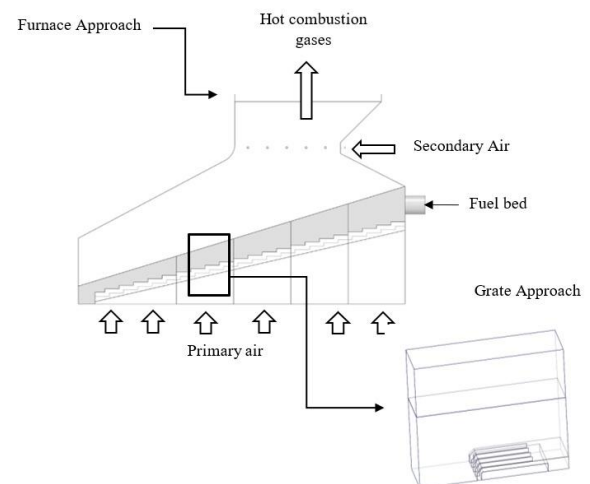 Furnace Approach
Hot combustion
gases
Secondary Air
Fuel bed
Grate Approach
Primary air